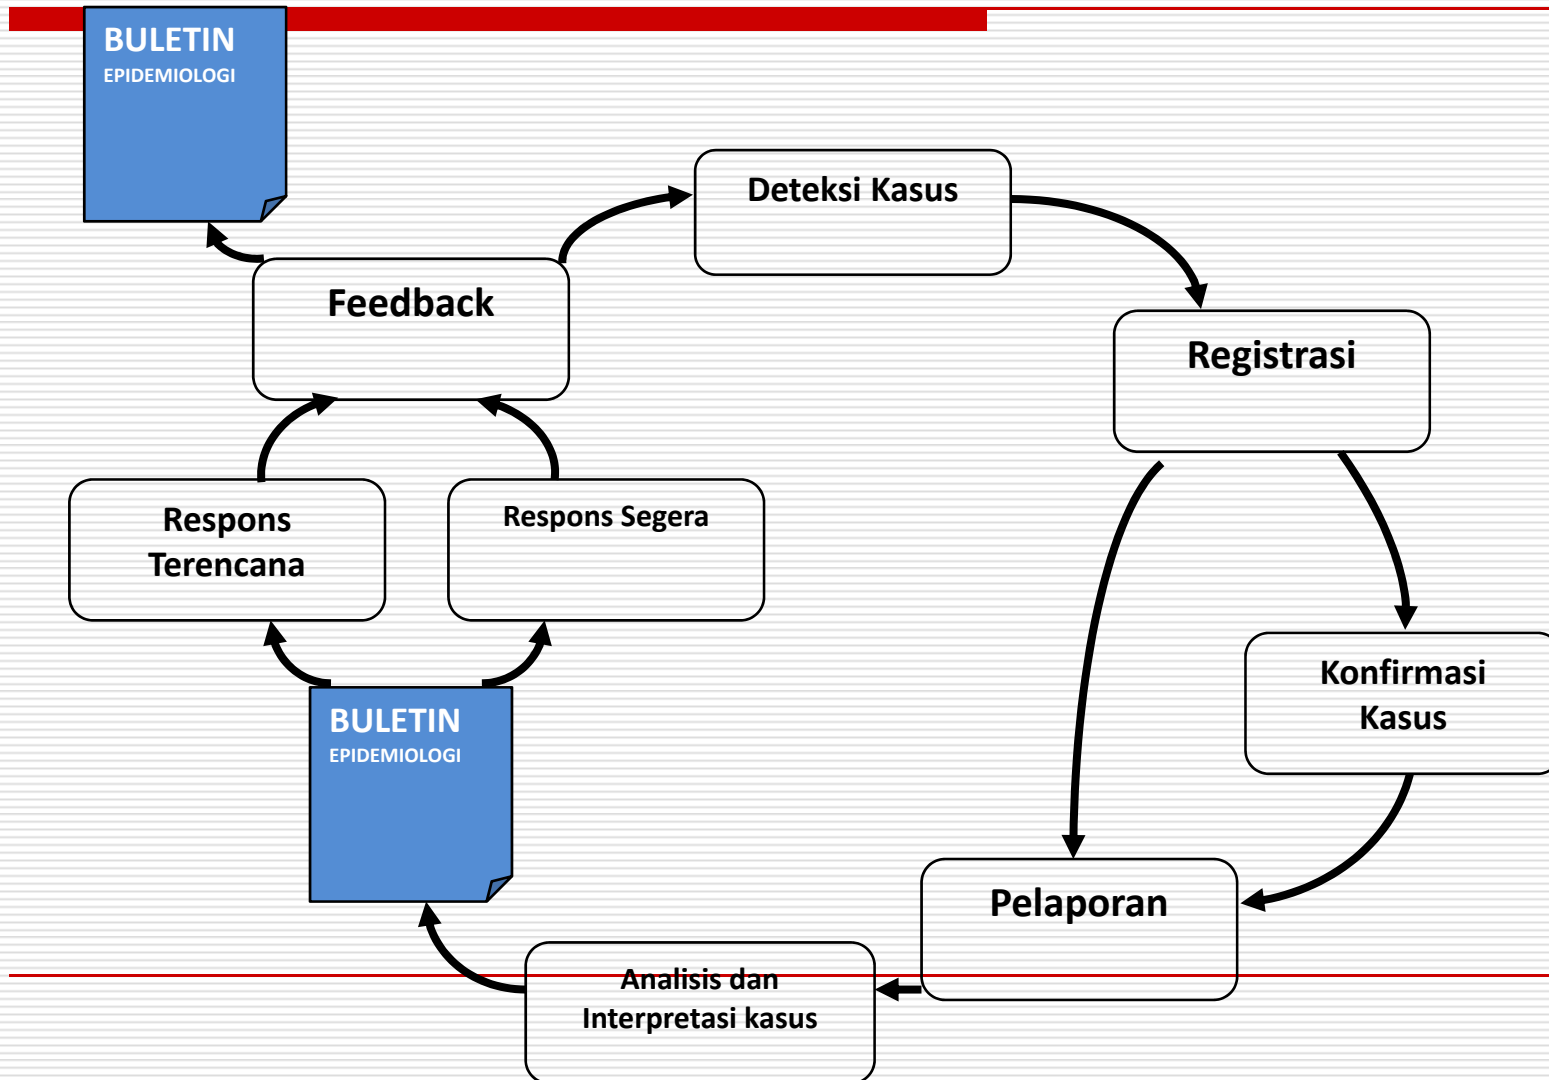 BULETIN
EPIDEMIOLOGI
Deteksi Kasus
Feedback
Registrasi
Respons
Terencana
Respons Segera
Konfirmasi
Kasus
BULETIN
EPIDEMIOLOGI
Pelaporan
Analisis dan
Interpretasi kasus